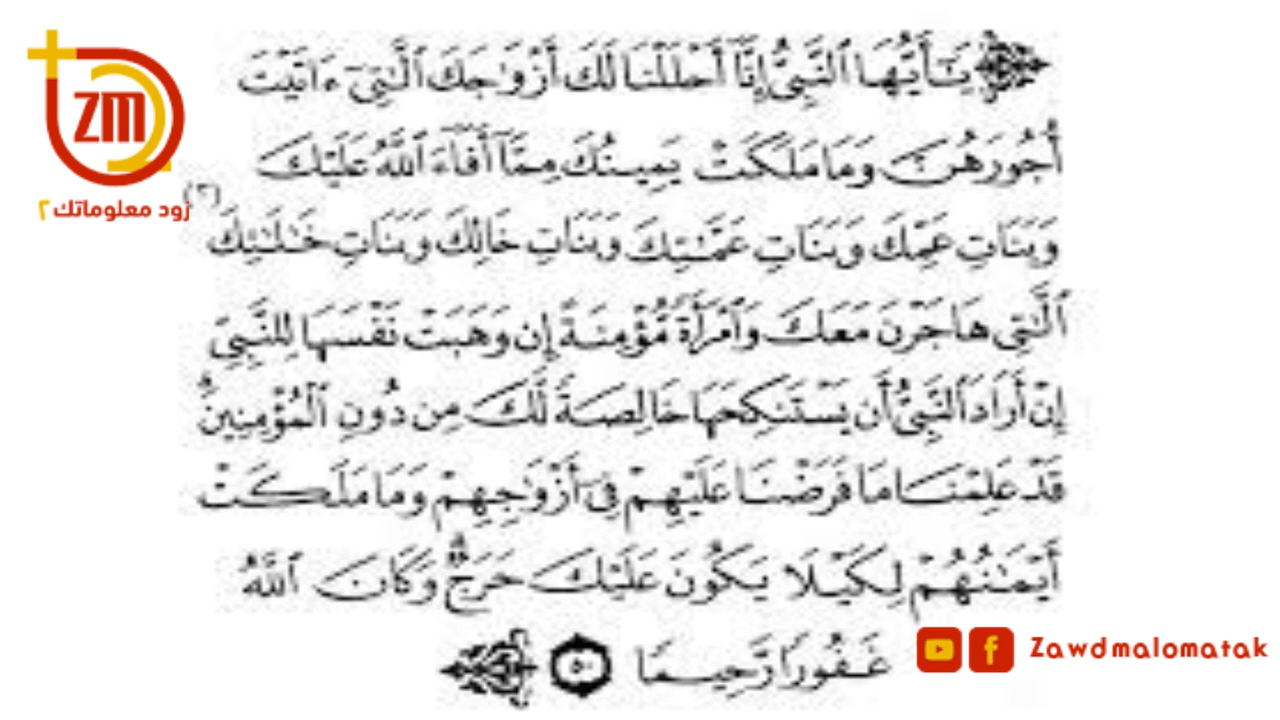 يَـٰٓأَيُّهَا ٱلنَّبِىُّ إِنَّآ أَحْلَلْنَا لَكَ أَزْوَٰجَكَ ٱلَّـٰتِىٓ ءَاتَيْتَ
أُجُورَهُنَّ وَمَا مَلَكَتْ يَمِينُكَ مِمَّآ أَفَآءَ ٱللَّهُ عَلَيْكَ
وَبَنَاتِ عَمِّكَ وَبَنَاتِ عَمَّـٰتِكَ وَبَنَاتِ خَالِكَ وَبَنَاتِ خَـٰلَـٰتِكَ (٣)
ٱلَّـٰتِى هَاجَرْنَ مَعَكَ وَٱمْرَأَةً مُّؤْمِنَةً إِن وَهَبَتْ نَفْسَهَا لِلنَّبِىِّ
إِنْ أَرَادَ ٱلنَّبِىُّ أَن يَسْتَنكِحَهَا خَالِصَةً لَّكَ مِن دُونِ ٱلْمُؤْمِنِينَ ۗ
قَدْ عَلِمْنَا مَا فَرَضْنَا عَلَيْهِمْ فِىٓ أَزْوَٰجِهِمْ وَمَا مَلَكَتْ
أَيْمَـٰنُهُمْ لِكَيْلَا يَكُونَ عَلَيْكَ حَرَجٌ ۗ وَكَانَ ٱللَّهُ
غَفُورًا رَّحِيمًا ٥٠
zm
زود معلوماتك ٢
Zawdmalomatak